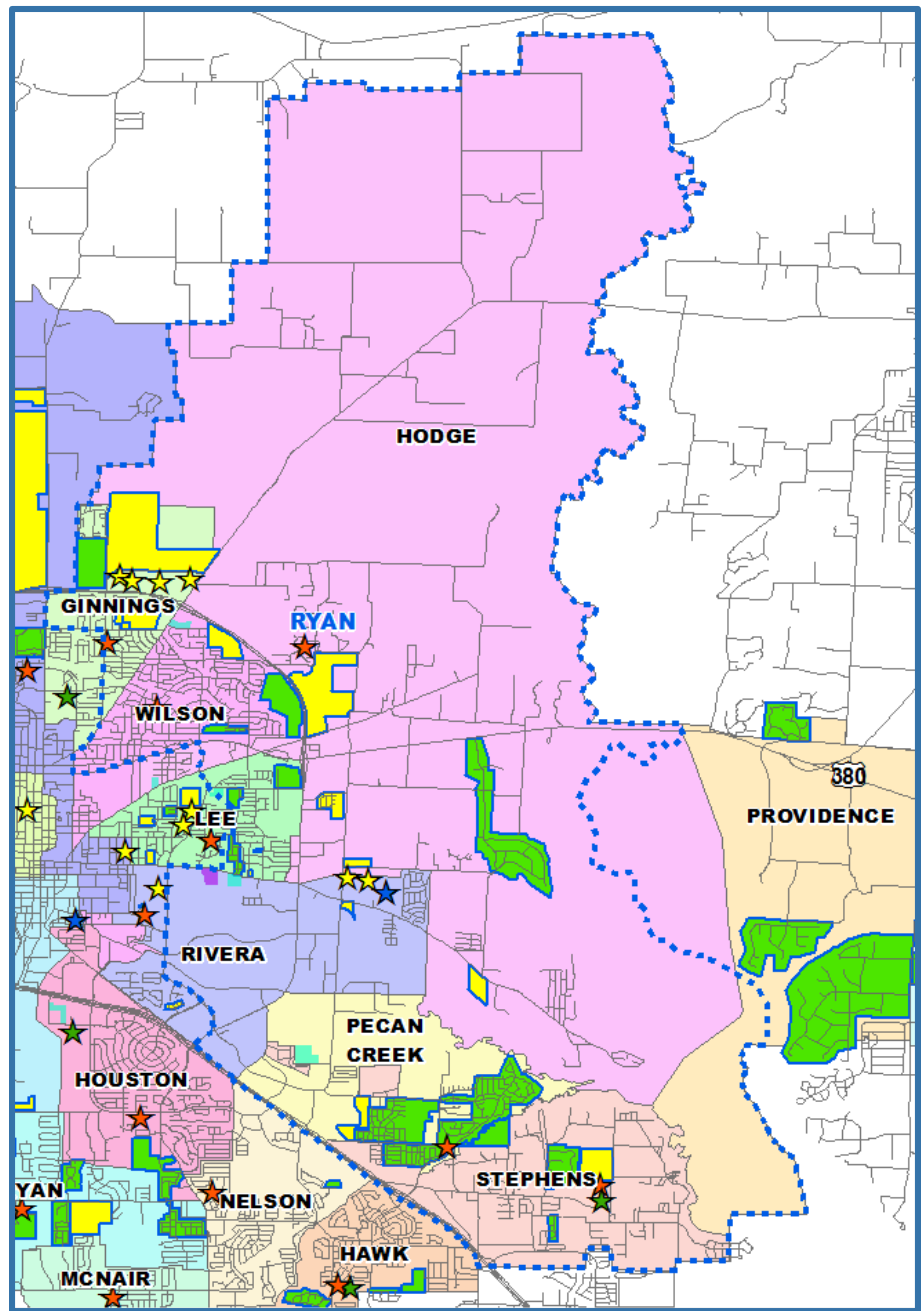 HODGE
GINNINGS
RYAN
WILSON
380
LEE
PROVIDENCE
RIVERA
PECAN
CREEK
HOUSTON
STEPHENS
YAN
NELSON
HAWK
MCNAIR